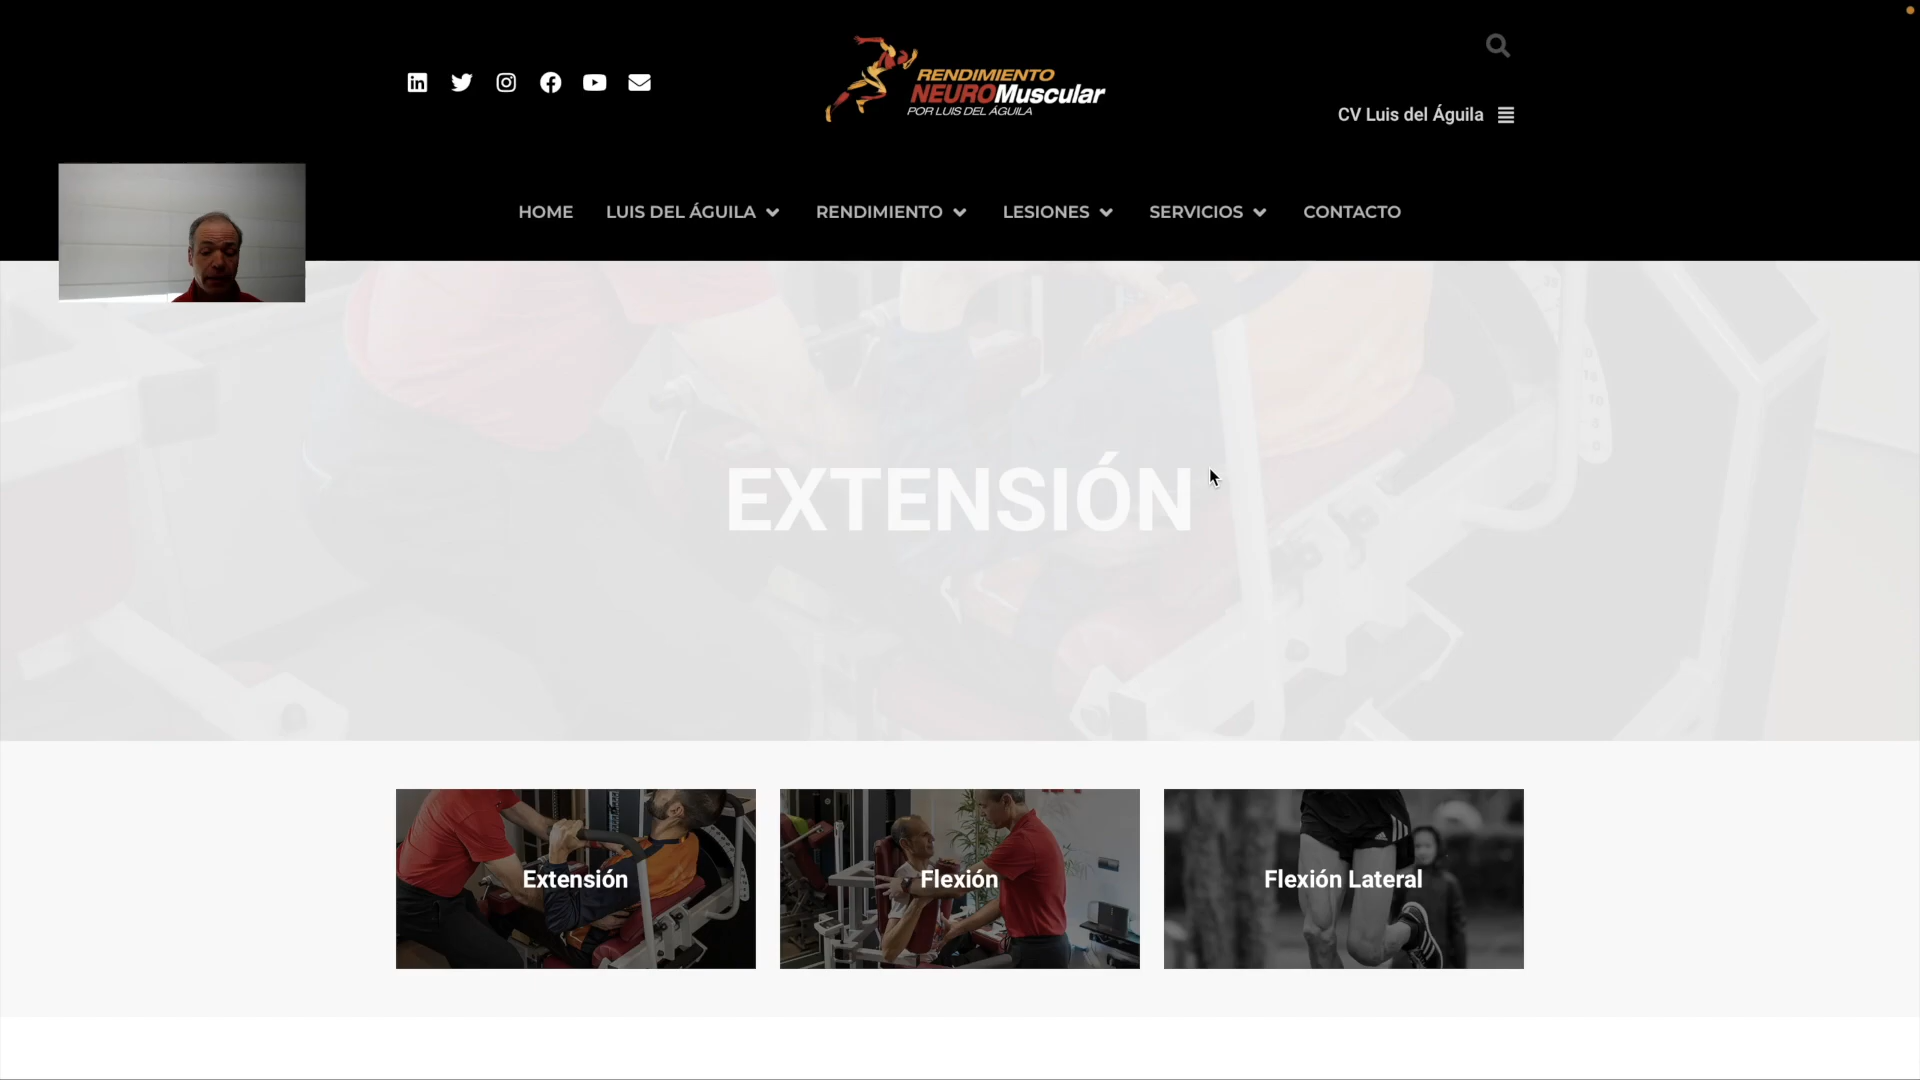 RENDIMIENTO
NEUROMuscular
POR LUIS DEL ÁGUILA
CV Luis del Águila
HOME
LUIS DEL ÁGUILA
RENDIMIENTO
LESIONES
SERVICIOS
CONTACTO
EXTENSIÓN
Extensión
Flexión
Flexión Lateral